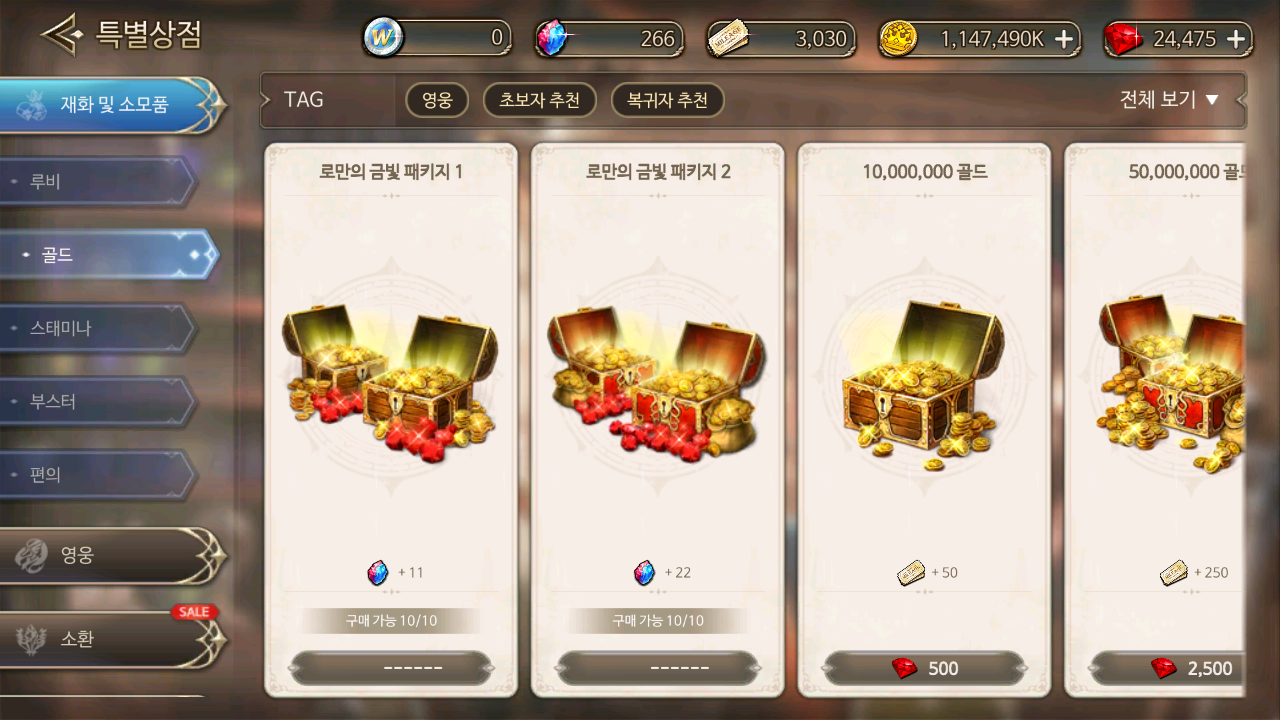 특별상점
0
266
3,030
1,147,490K
24,475
재화 및 소모품
루비
골드
스태미나
부스터
편의
영웅
SALE
소환
TAG
영웅
초보자 추천
복귀자 추천
전체 보기 ▼
로만의 금빛 패키지 1
+ 11
구매 가능 10/10
------
로만의 금빛 패키지 2
+ 22
구매 가능 10/10
------
10,000,000 골드
+ 50
500
50,000,000 골
+ 250
2,500